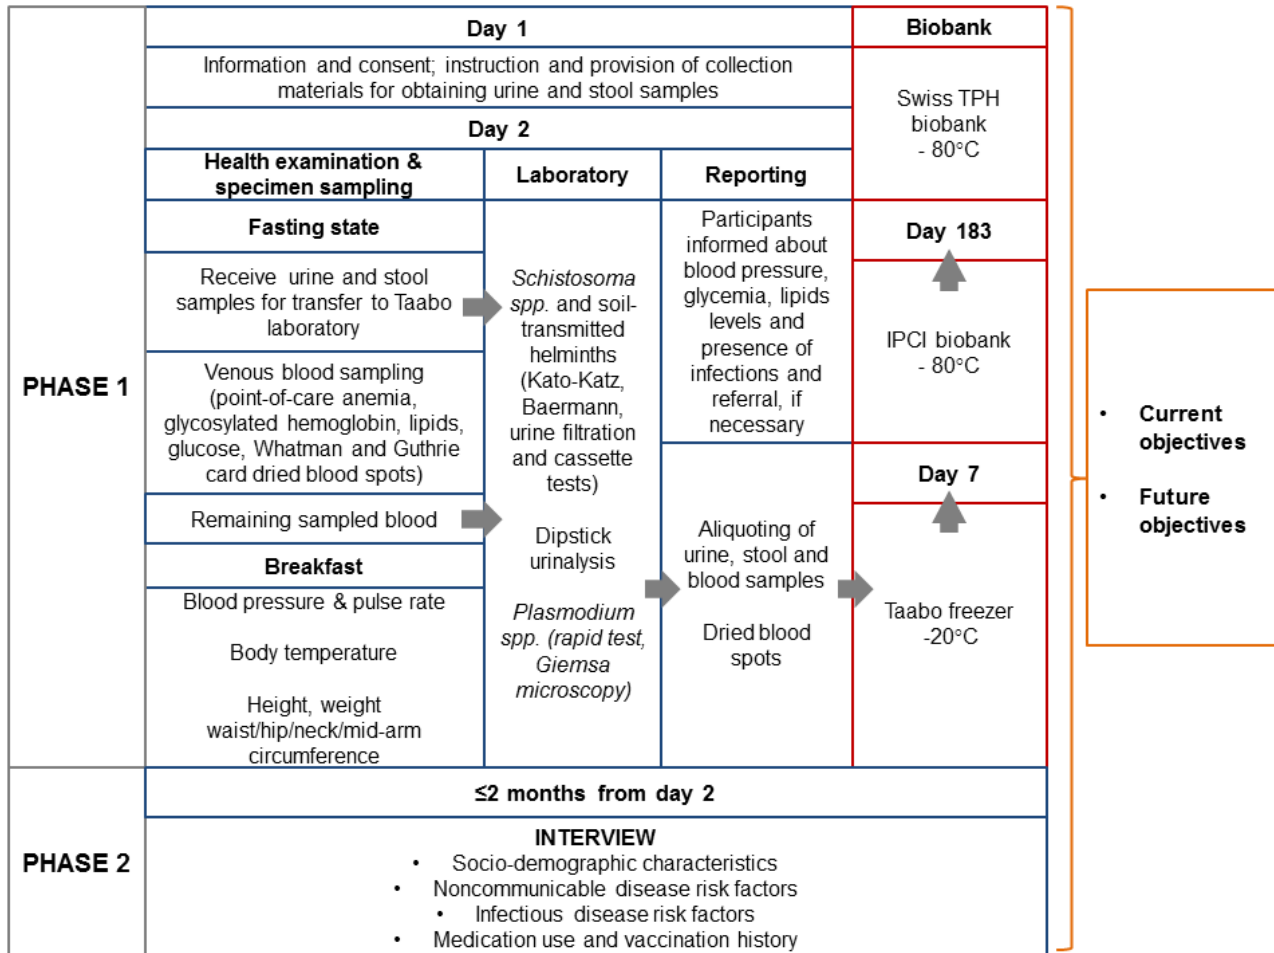 PHASE 1
Day 1
Information and consent; instruction and provision of collection
materials for obtaining urine and stool samples
Day 2
Health examination &
specimen sampling
Fasting state
Receive urine and stool
samples for transfer to Taabo
laboratory
Venous blood sampling
(point-of-care anemia,
glycosylated hemoglobin, lipids,
glucose, Whatman and Guthrie
card dried blood spots)
Remaining sampled blood
Breakfast
Blood pressure & pulse rate
Body temperature
Height, weight
waist/hip/neck/mid-arm
circumference
Laboratory
Schistosoma
spp. and soil-
transmitted
helminths
(Kato-Katz,
Baermann,
urine filtration
and cassette
tests)
Dipstick
urinalysis
Plasmodium
spp. (rapid test,
Giemsa
microscopy)
Reporting
Participants
informed about
blood pressure,
glycemia, lipids
levels and
presence of
infections and
referral, if
necessary
Aliquoting of
urine, stool and
blood samples
Dried blood
spots
Biobank
Swiss TPH
biobank
- 80°C
Day 183
IPCI biobank
- 80°C
Day 7
Taabo freezer
-20°C
PHASE 2
≤2 months from day 2
INTERVIEW
• Socio-demographic characteristics
• Noncommunicable disease risk factors
• Infectious disease risk factors
• Medication use and vaccination history
• Current
objectives
• Future
objectives